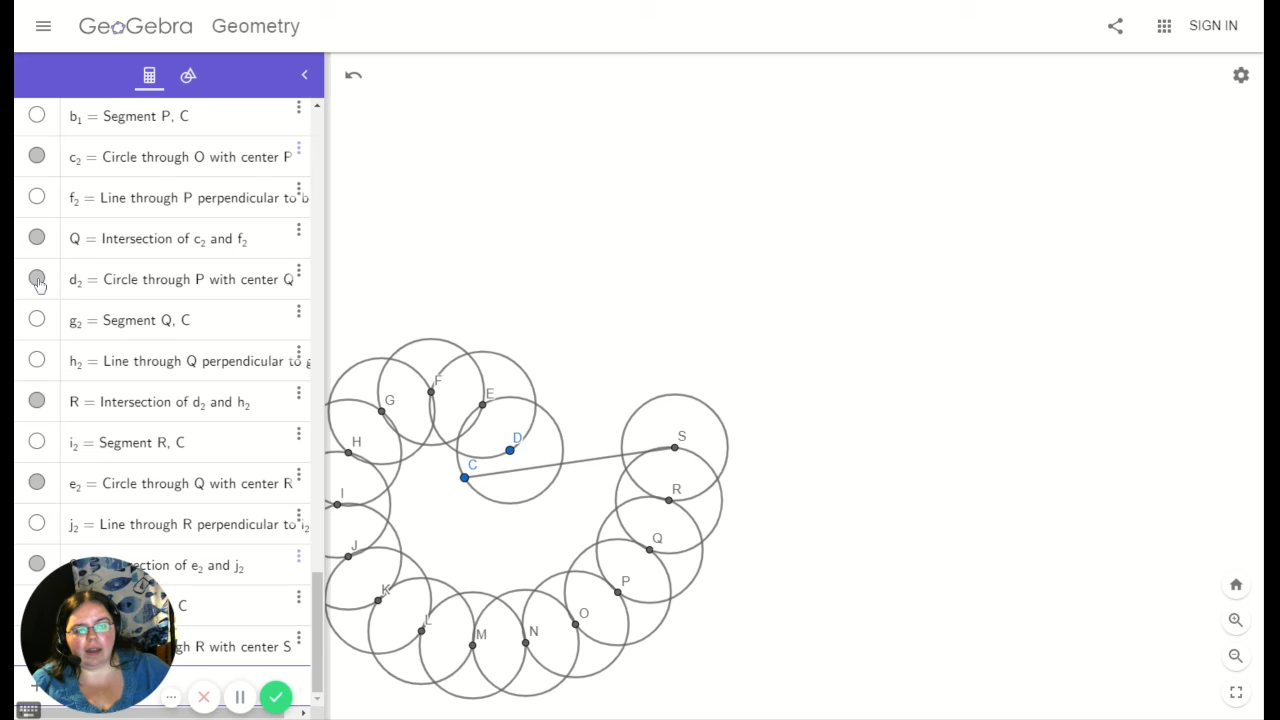 GeoGebra Geometry SIGN IN
b₁ = Segment P, C
c₂ = Circle through O with center P
f₂ = Line through P perpendicular to b
Q = Intersection of c₂ and f₂
d₂ = Circle through P with center Q
g₂ = Segment Q, C
h₂ = Line through Q perpendicular to g
R = Intersection of d₂ and h₂
i₂ = Segment R, C
e₂ = Circle through Q with center R
j₂ = Line through R perpendicular to i₂
ection of e₂ and j₂
, C
gh R with center S
F
E
G
D
H
S
C
I
R
J
Q
K
P
L
O
M
N